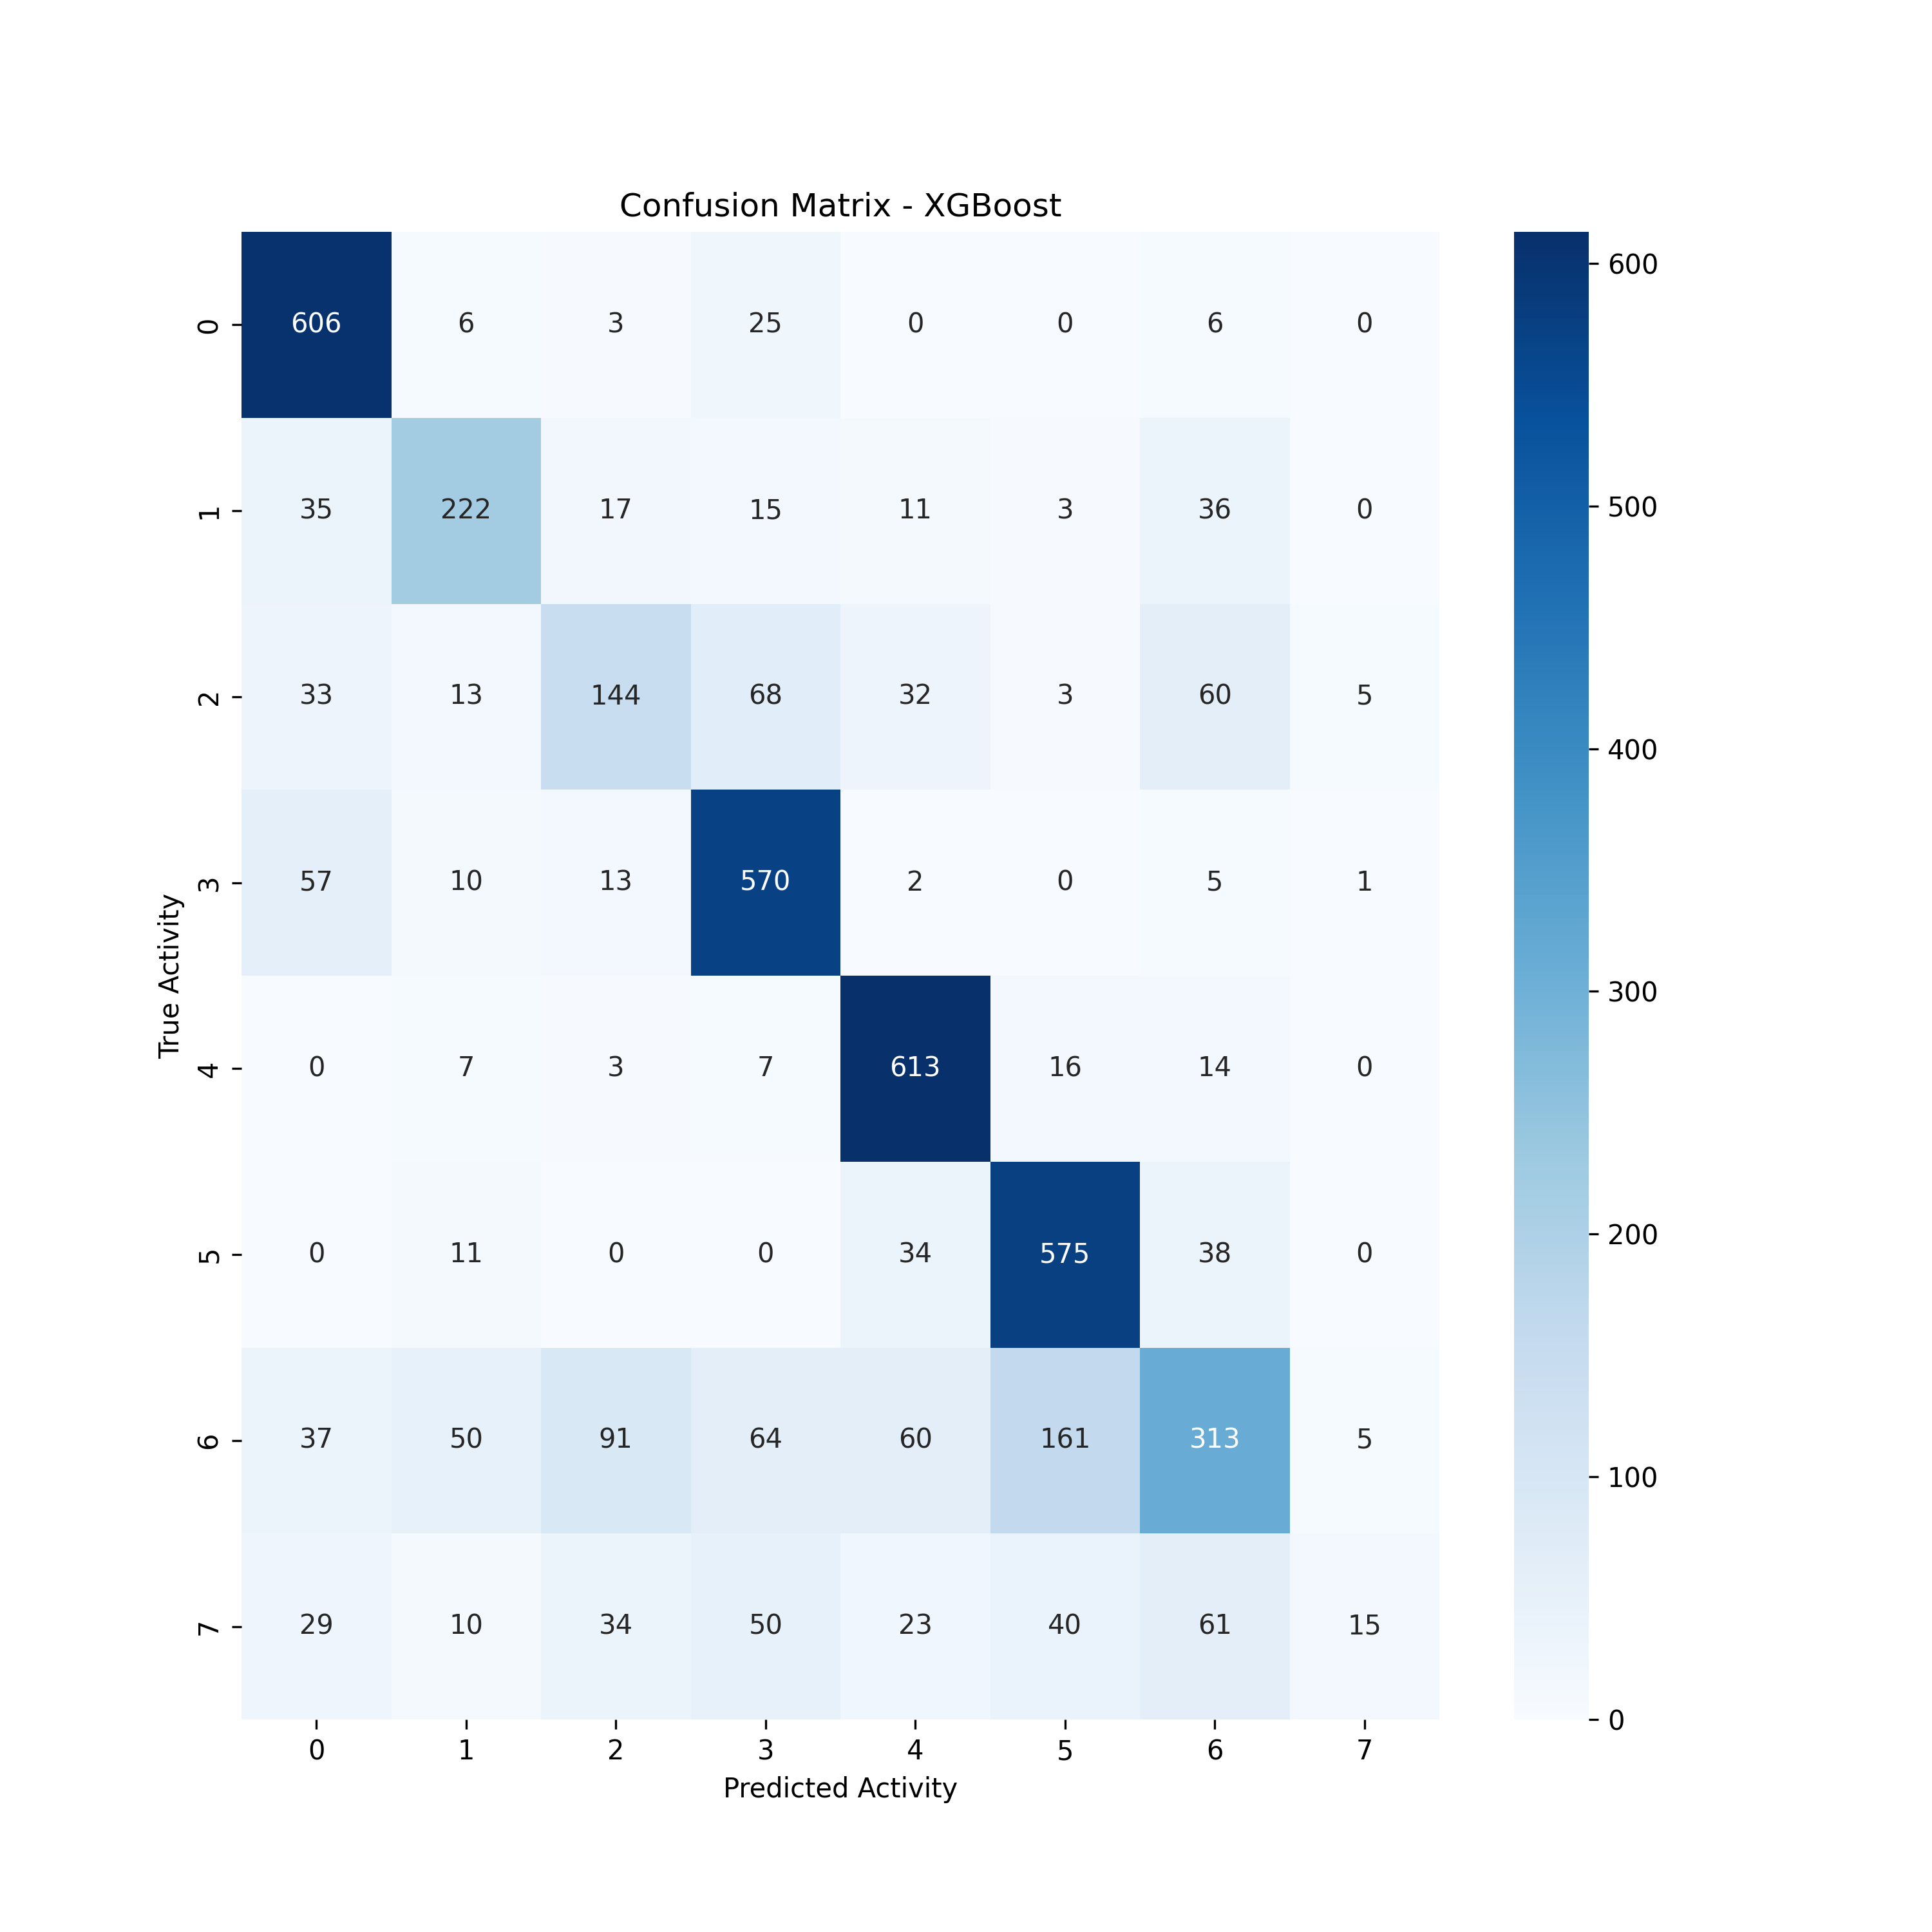 Confusion Matrix - XGBoost
0 606 6 3 25 0 0 6 0
1 35 222 17 15 11 3 36 0
2 33 13 144 68 32 3 60 5
3 57 10 13 570 2 0 5 1
4 0 7 3 7 613 16 14 0
5 0 11 0 0 34 575 38 0
6 37 50 91 64 60 161 313 5
7 29 10 34 50 23 40 61 15
0 1 2 3 4 5 6 7
Predicted Activity
True Activity
600
500
400
300
200
100
0